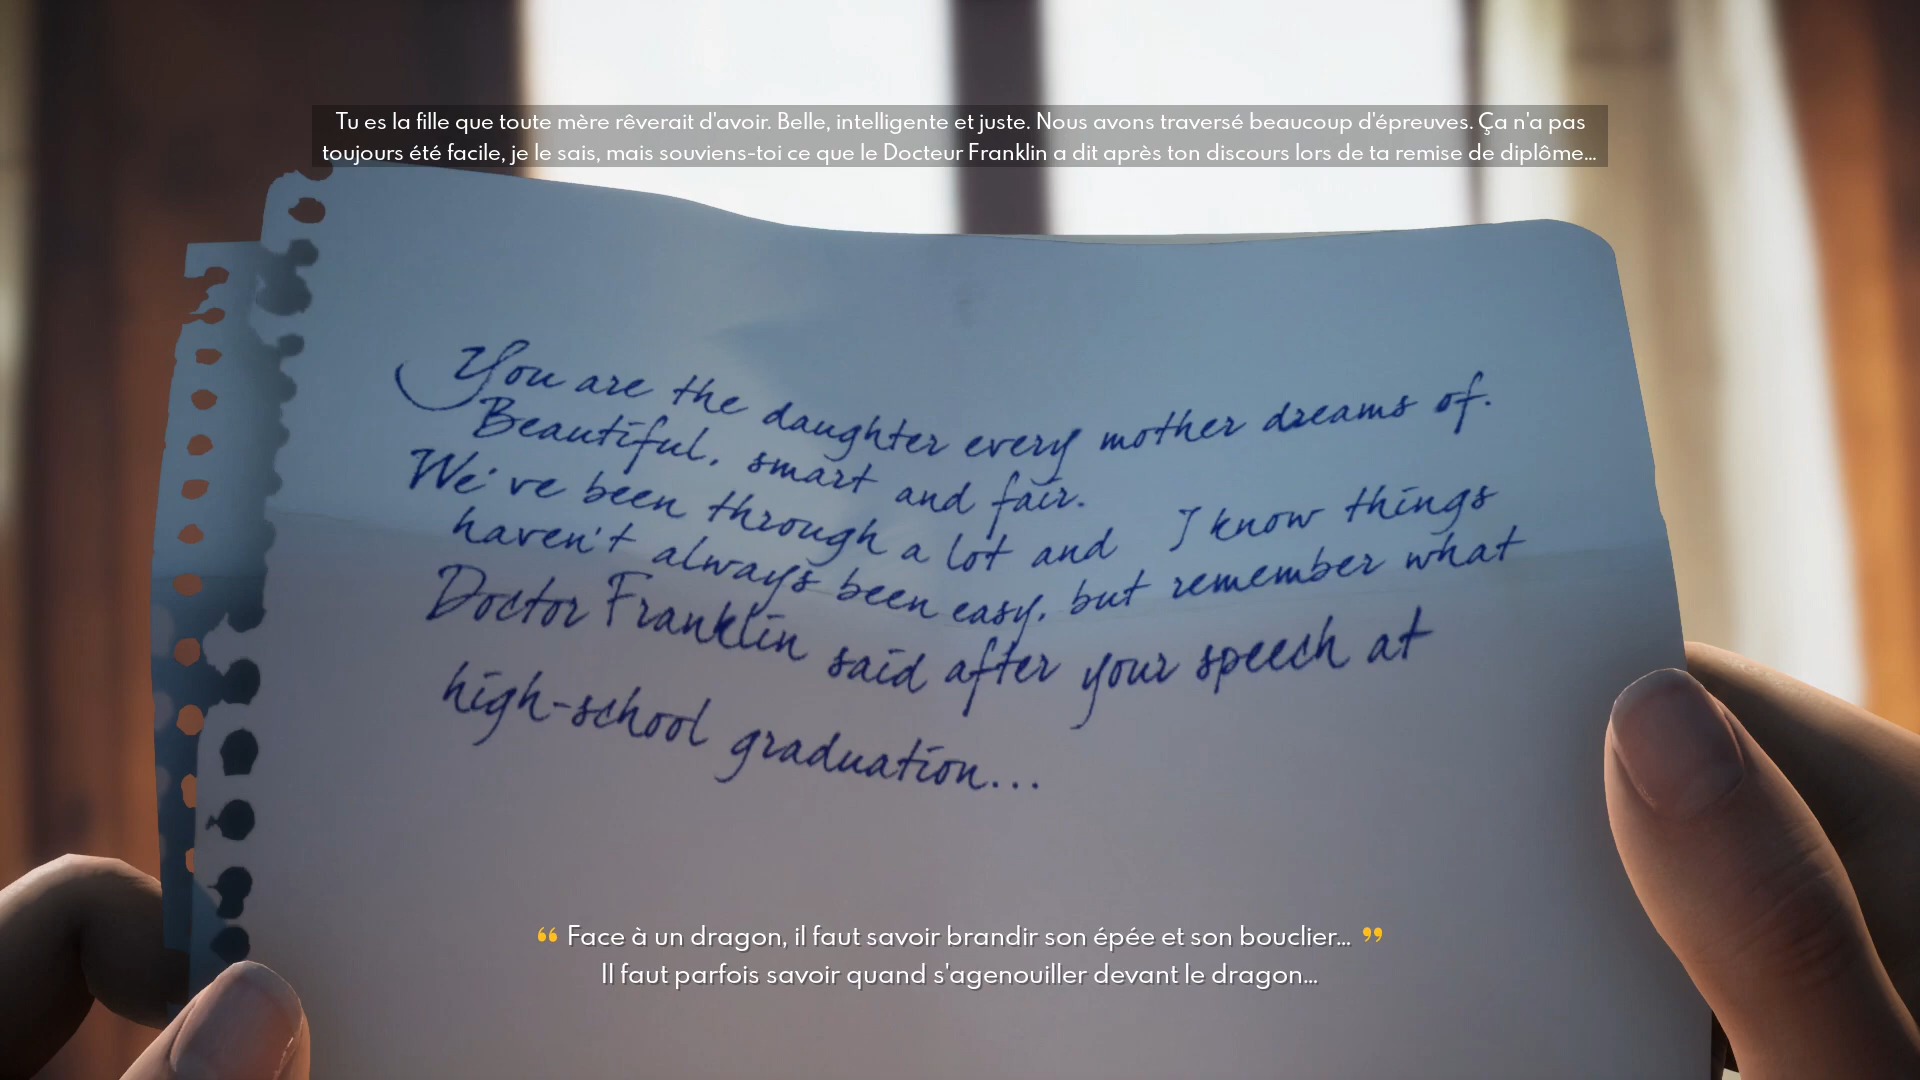 Tu es la fille que toute mère rêverait d'avoir. Belle, intelligente et juste. Nous avons traversé beaucoup d'épreuves. Ça n'a pas
toujours été facile, je le sais, mais souviens-toi ce que le Docteur Franklin a dit après ton discours lors de ta remise de diplôme...
You are the daughter every mother dreams of.
Beautiful, smart and fair.
We've been through a lot and I know things
haven't always been easy, but remember what
Doctor Franklin said after your speech at
high-school graduation...
“ Face à un dragon, il faut savoir brandir son épée et son bouclier... ”
Il faut parfois savoir quand s'agenouiller devant le dragon...